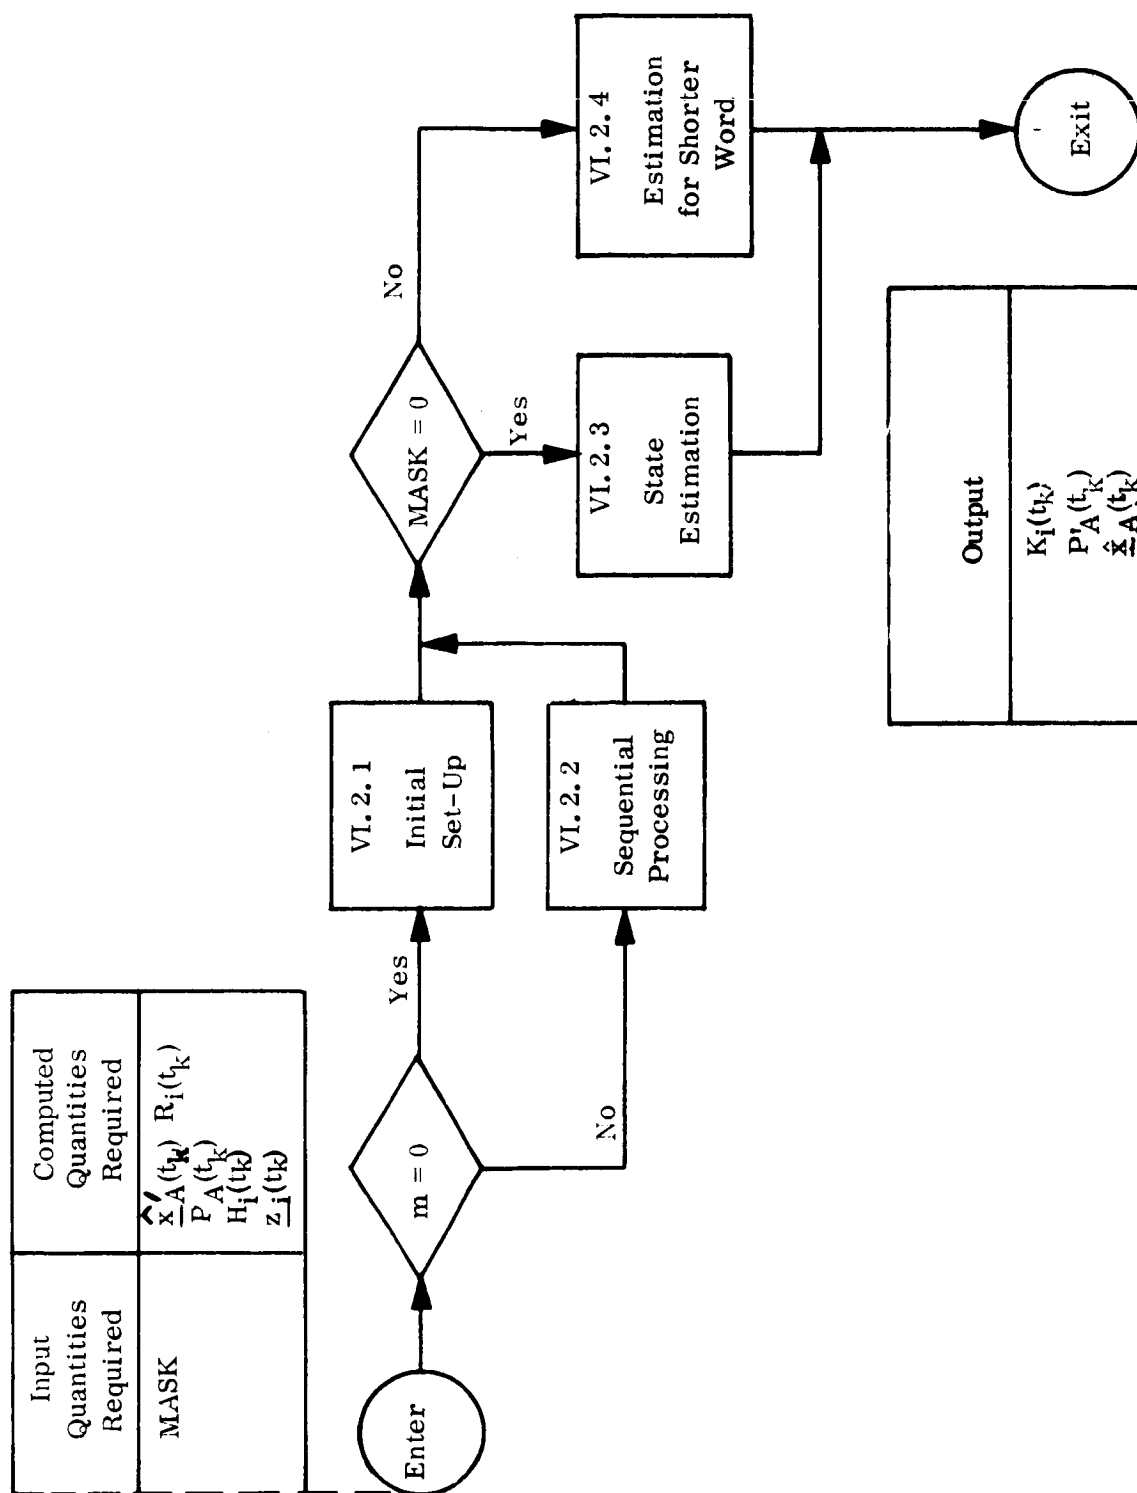 Input
Quantities
Required
Computed
Quantities
Required
MASK
x̂'A(tk) Ri(tk)
PA(tk)
Hi(tk)
zi(tk)
Enter
m = 0
Yes
No
VI. 2. 1
Initial
Set-Up
VI. 2. 2
Sequential
Processing
MASK = 0
Yes
No
VI. 2. 3
State
Estimation
VI. 2. 4
Estimation
for Shorter
Word
Exit
Output
Ki(tk)
P'A(tk)
x̂A(tk)